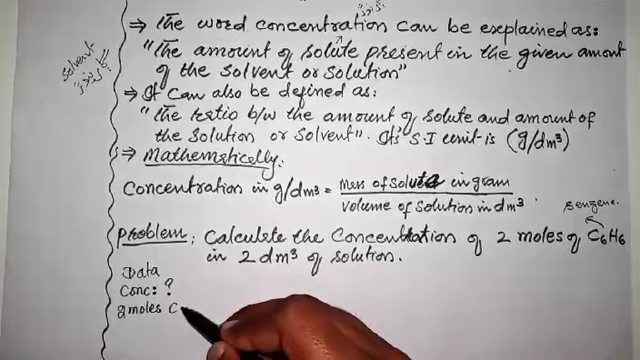 ⇒ The word concentration can be explained as:
"The amount of solute present in the given amount
of the solvent or solution"
solvent
⇒ It can also be defined as:
"The ratio b/w the amount of solute and amount of
the solution or solvent". Its S.I unit is (g/dm³)
⇒ Mathematically:
Concentration in g/dm³ = Mass of solute in gram
volume of solution in dm³.
Benzene.
Problem: Calculate the Concentration of 2 moles of C6H6
in 2 dm³ of solution.
Data
Conc: ?
2moles C